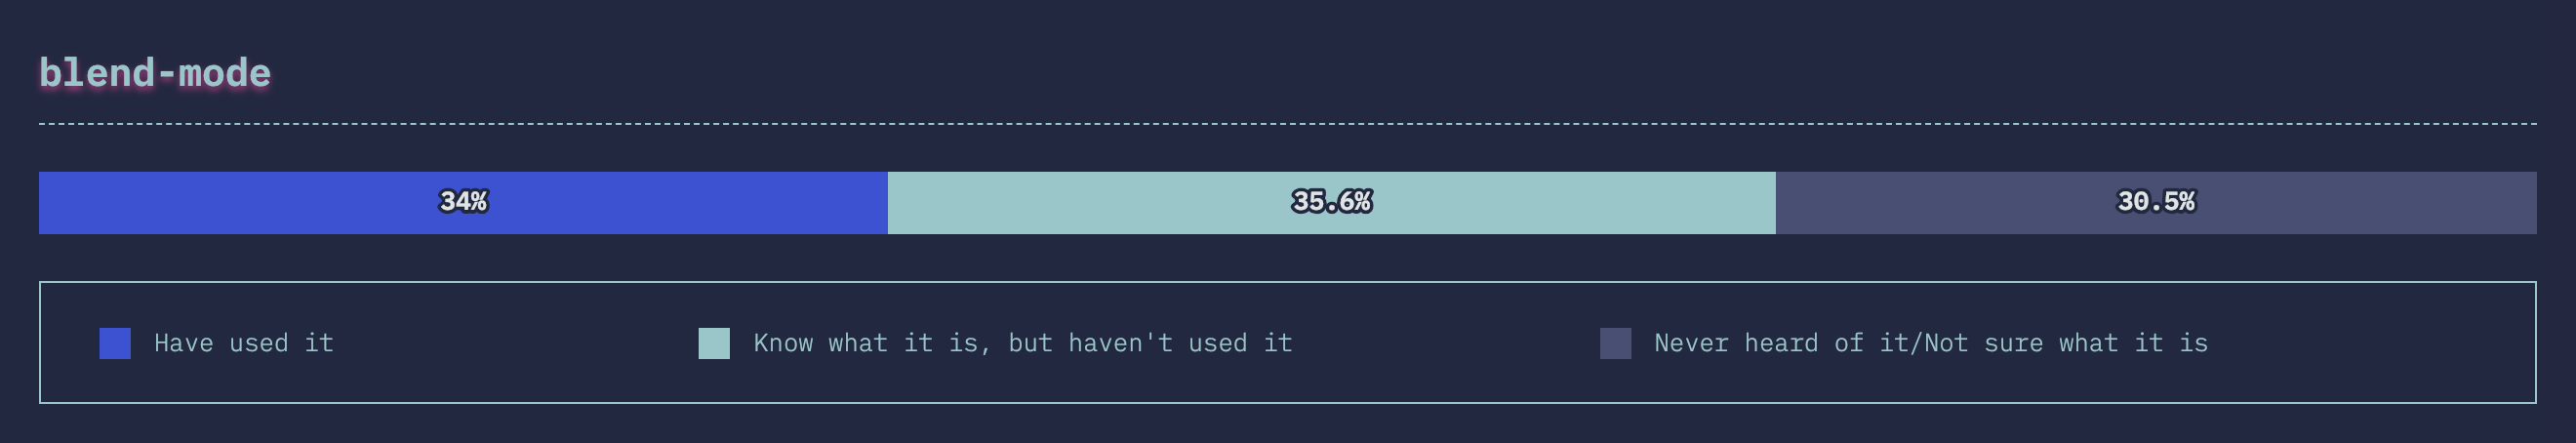 blend-mode
34% 35.6% 30.5%
Have used it Know what it is, but haven't used it Never heard of it/Not sure what it is